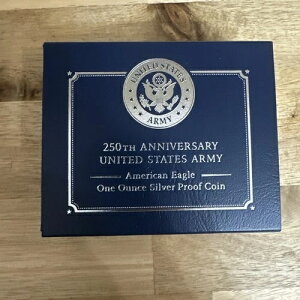 UNITED STATES
ARMY
250TH ANNIVERSARY
UNITED STATES ARMY
American Eagle
One Ounce Silver Proof Coin